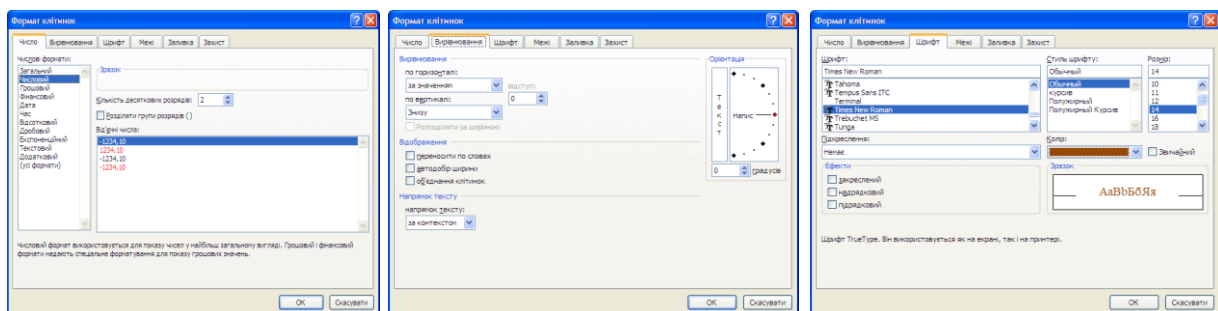 Формат клітинок
Число Вирівнювання Шрифт Межі Заливка Захист
Числові формати:
Загальний
Числовий
Грошовий
Фінансовий
Дата
Час
Відсотковий
Дробовий
Експоненційний
Текстовий
Додатковий
(усі формати)
Зразок
Кількість десяткових розрядів: 2
Розділяти групи розрядів ()
Від'ємні числа:
-1234,10
1234,10
-1234,10
-1234,10
Числовий формат використовується для показу чисел у найбільш загальному вигляді. Грошовий і фінансовий
формати надають спеціальне форматування для показу грошових значень.
ОК Скасувати
Формат клітинок
Число Вирівнювання Шрифт Межі Заливка Захист
Вирівнювання
по горизонталі:
за значенням
відступ:
по вертикалі:
0
Знизу
Розподіляти за шириною
Відображення
переносити по словах
автодобір ширини
об'єднання клітинок
Напрямок тексту
напрямок тексту:
за контекстом
Орієнтація
Текст
Напис
0 градусів
ОК Скасувати
Формат клітинок
Число Вирівнювання Шрифт Межі Заливка Захист
Шрифт:
Times New Roman
Tahoma
Tempus Sans ITC
Terminal
Times New Roman
Trebuchet MS
Tunga
Стиль шрифту:
Обычный
Обычный
курсив
Полужирный
Полужирный Курсив
Розмір:
14
10
11
12
14
16
18
Підкреслення:
Немає
Колір:
Звичайний
Ефекти
закреслений
надрядковий
підрядковий
Зразок
АаВbБбЯя
Шрифт TrueType. Він використовується як на екрані, так і на принтері.
ОК Скасувати